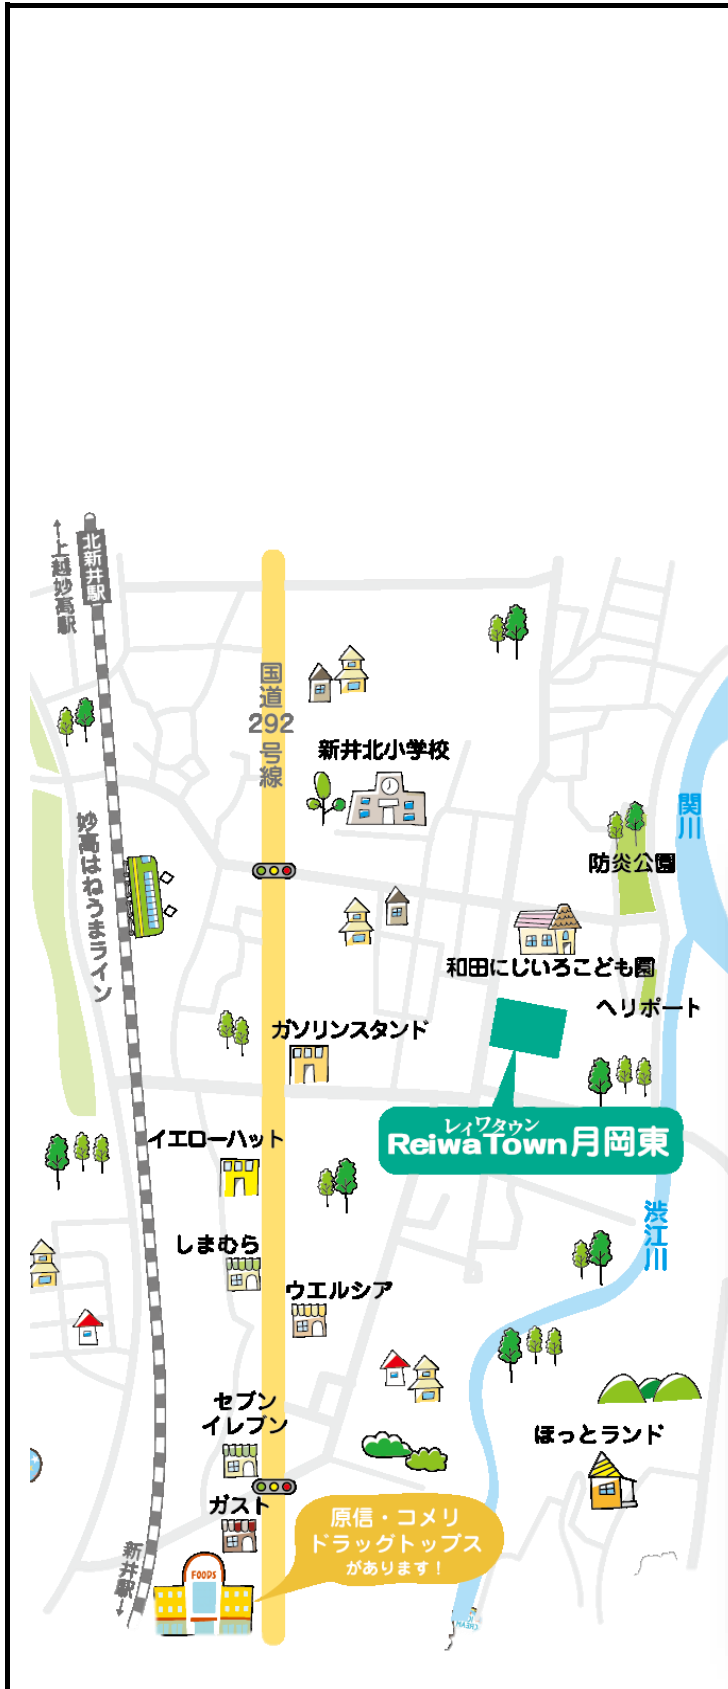 北新井駅
←上越妙高駅
国道292号線
新井北小学校
関川
妙高はねうまライン
防災公園
和田にじいろこども園
ヘリポート
ガソリンスタンド
レイワタウン
ReiwaTown月岡東
イエローハット
渋江川
しまむら
ウエルシア
セブン
イレブン
ほっとランド
ガスト
原信・コメリ
ドラッグトップス
があります！
新井駅→
FOODS